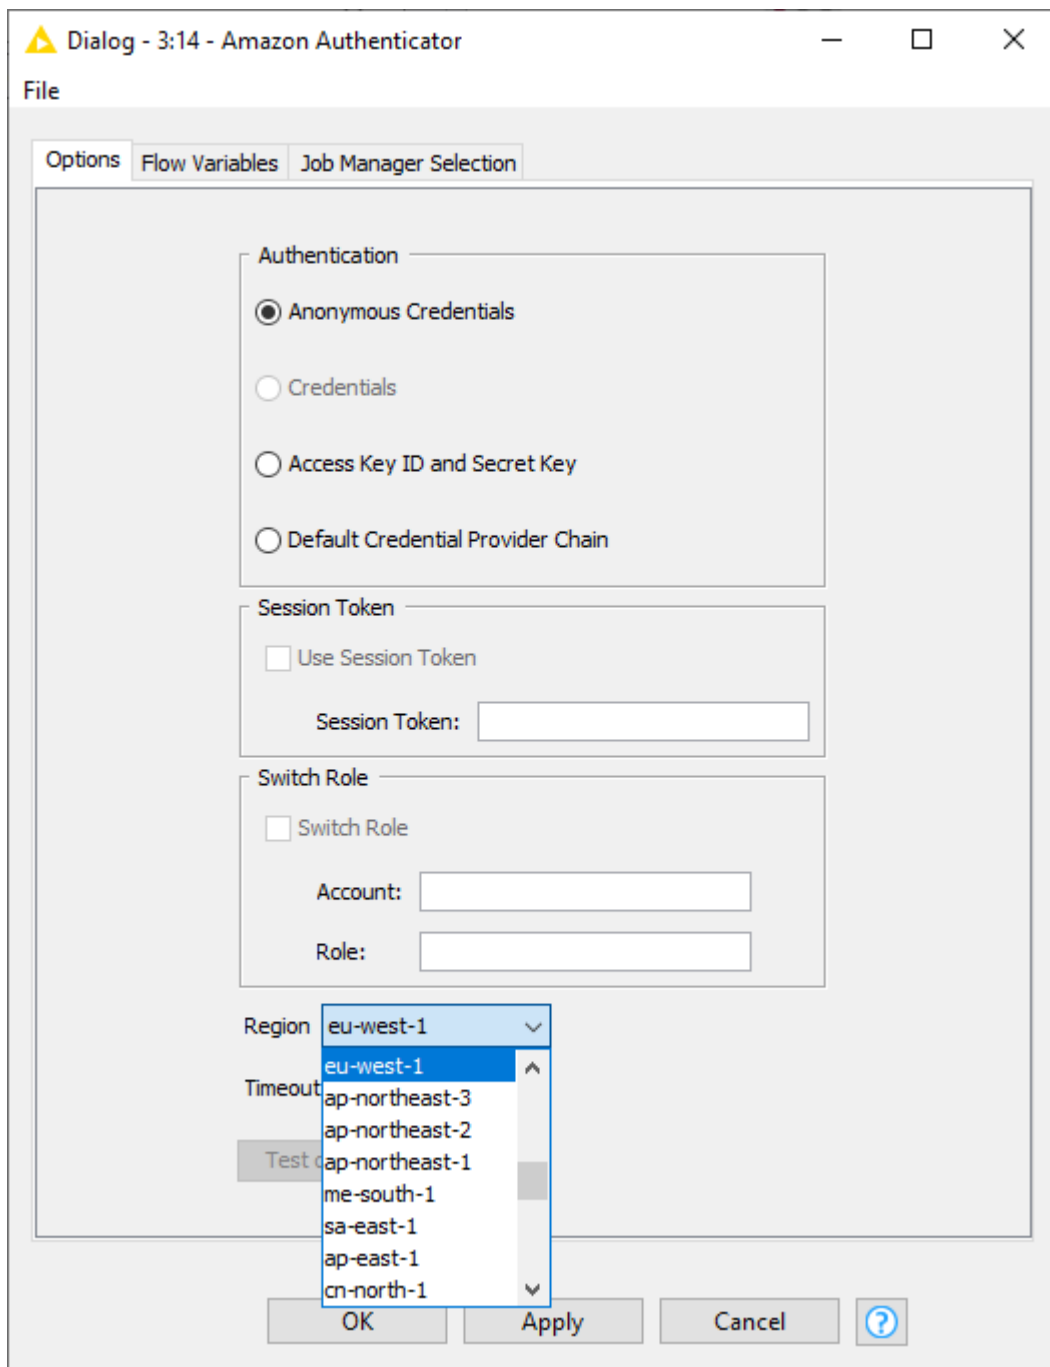 Dialog - 3:14 - Amazon Authenticator
File
Options Flow Variables Job Manager Selection
Authentication
Anonymous Credentials
Credentials
Access Key ID and Secret Key
Default Credential Provider Chain
Session Token
Use Session Token
Session Token:
Switch Role
Switch Role
Account:
Role:
Region eu-west-1
eu-west-1
Timeout
ap-northeast-3
ap-northeast-2
Test
ap-northeast-1
me-south-1
sa-east-1
ap-east-1
cn-north-1
OK Apply Cancel ?